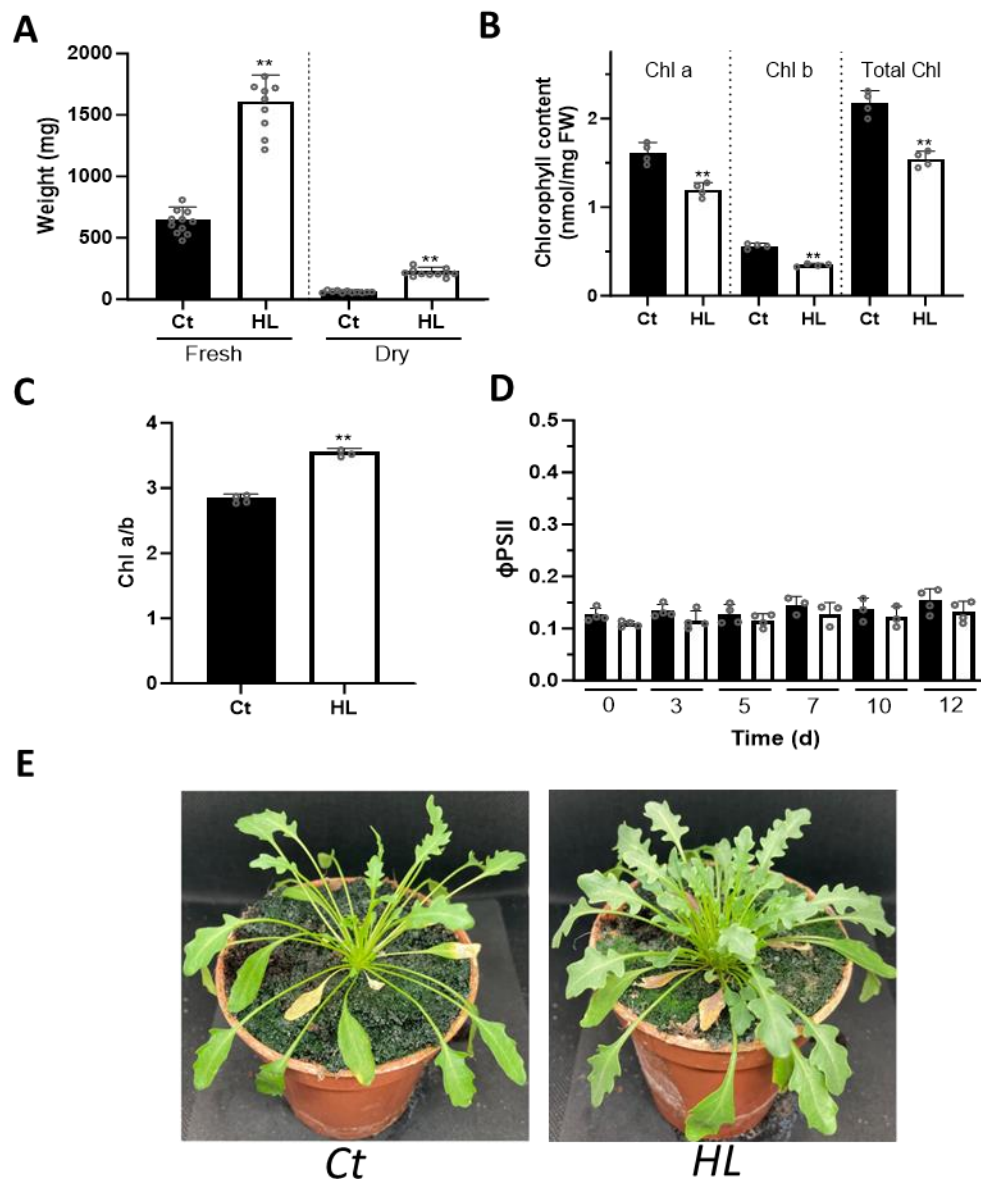 A
Weight (mg)
2000
1500
1000
500
0
**
**
Ct HL Ct HL
Fresh Dry
B
Chlorophyll content
(nmol/mg FW)
2
1
0
Chl a Chl b Total Chl
**
**
**
Ct HL Ct HL Ct HL
C
Chl a/b
4
3
2
1
0
**
Ct HL
D
ϕPSII
0.5
0.4
0.3
0.2
0.1
0.0
0 3 5 7 10 12
Time (d)
E
Ct HL